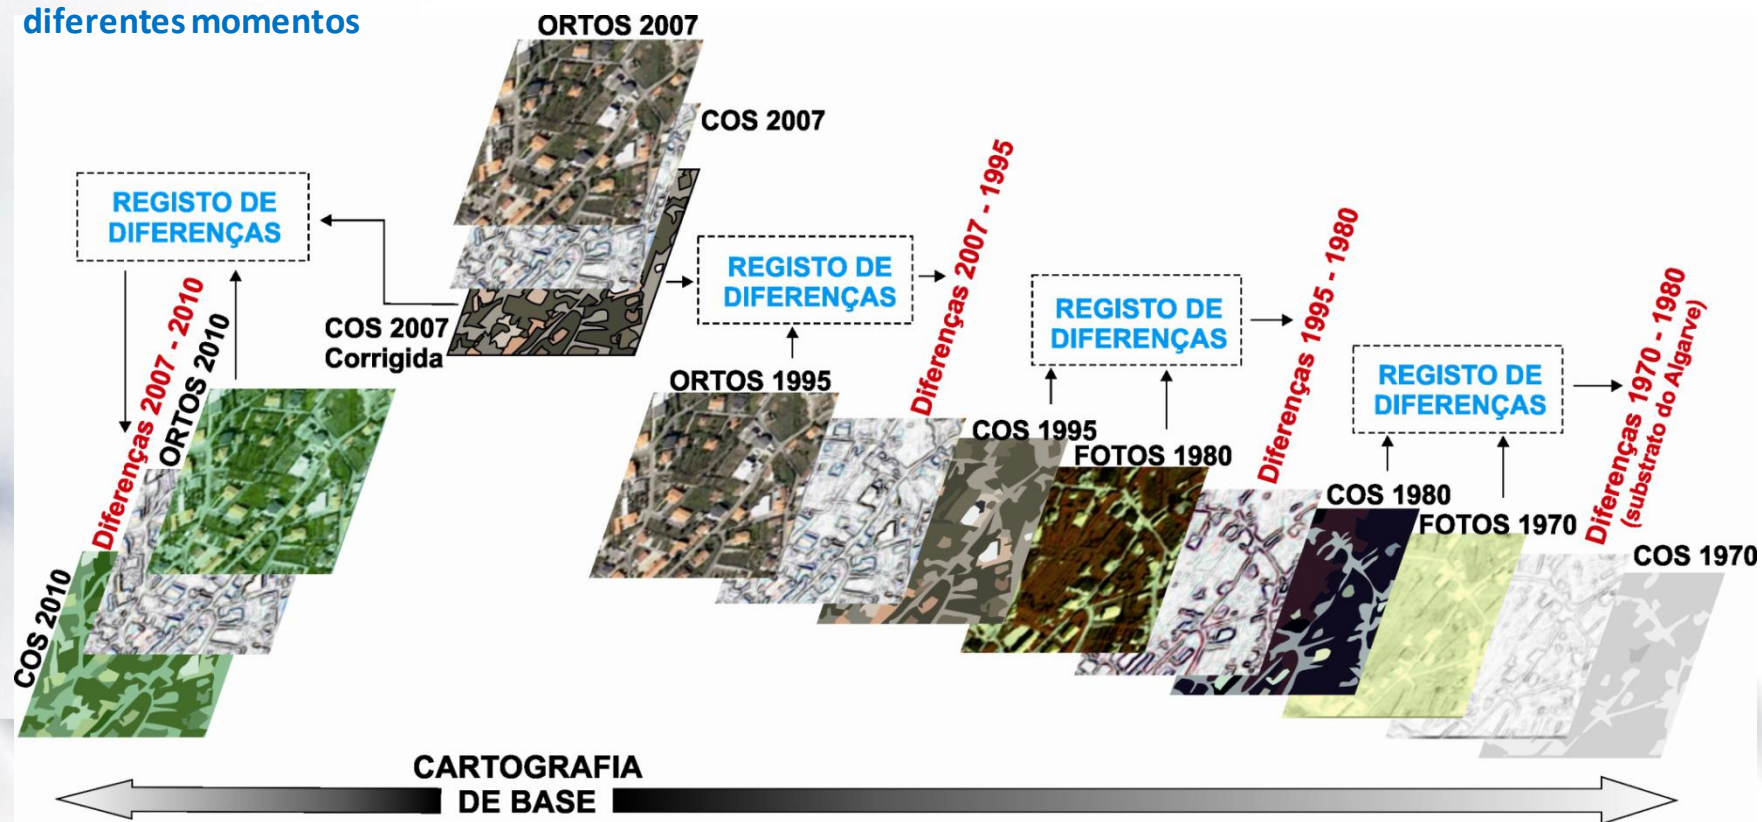 diferentes momentos
ORTOS 2007
COS 2007
REGISTO DE
DIFERENÇAS
COS 2007
Corrigida
Diferenças 2007 - 2010
ORTOS 2010
COS 2010
REGISTO DE
DIFERENÇAS
Diferenças 2007 - 1995
ORTOS 1995
COS 1995
REGISTO DE
DIFERENÇAS
Diferenças 1995 - 1980
FOTOS 1980
COS 1980
REGISTO DE
DIFERENÇAS
Diferenças 1970 - 1980
(substrato do Algarve)
FOTOS 1970
COS 1970
CARTOGRAFIA
DE BASE